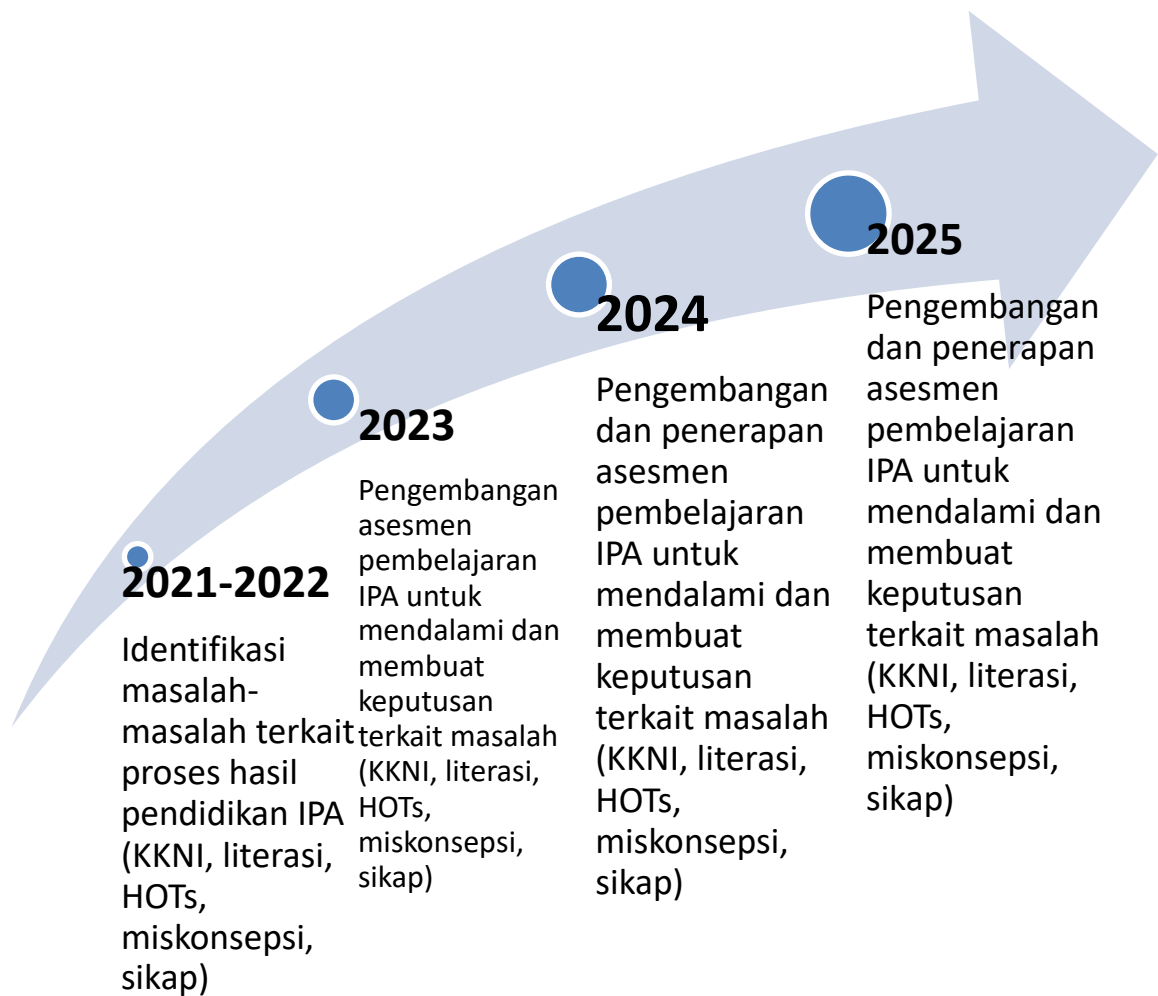 2021-2022
Identifikasi
masalah-
masalah terkait
proses hasil
pendidikan IPA
(KKNI, literasi,
HOTs,
miskonsepsi,
sikap)
2023
Pengembangan
asesmen
pembelajaran
IPA untuk
mendalami dan
membuat
keputusan
terkait masalah
(KKNI, literasi,
HOTs,
miskonsepsi,
sikap)
2024
Pengembangan
dan penerapan
asesmen
pembelajaran
IPA untuk
mendalami dan
membuat
keputusan
terkait masalah
(KKNI, literasi,
HOTs,
miskonsepsi,
sikap)
2025
Pengembangan
dan penerapan
asesmen
pembelajaran
IPA untuk
mendalami dan
membuat
keputusan
terkait masalah
(KKNI, literasi,
HOTs,
miskonsepsi,
sikap)